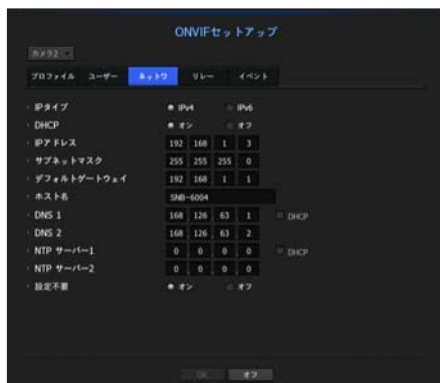 ONVIFセットアップ
カメラ2
プロファイル ユーザー ネットワ リレー イベント
IPタイプ IPv4 IPv6
DHCP オン オフ
IPアドレス 192 168 1 3
サブネットマスク 255 255 255 0
デフォルトゲートウェイ 192 168 1 1
ホスト名 SNB-6004
DNS 1 168 126 63 1 DHCP
DNS 2 168 126 63 2
NTP サーバー1 0 0 0 0 DHCP
NTP サーバー2 0 0 0 0
設定不要 オン オフ
OK オフ